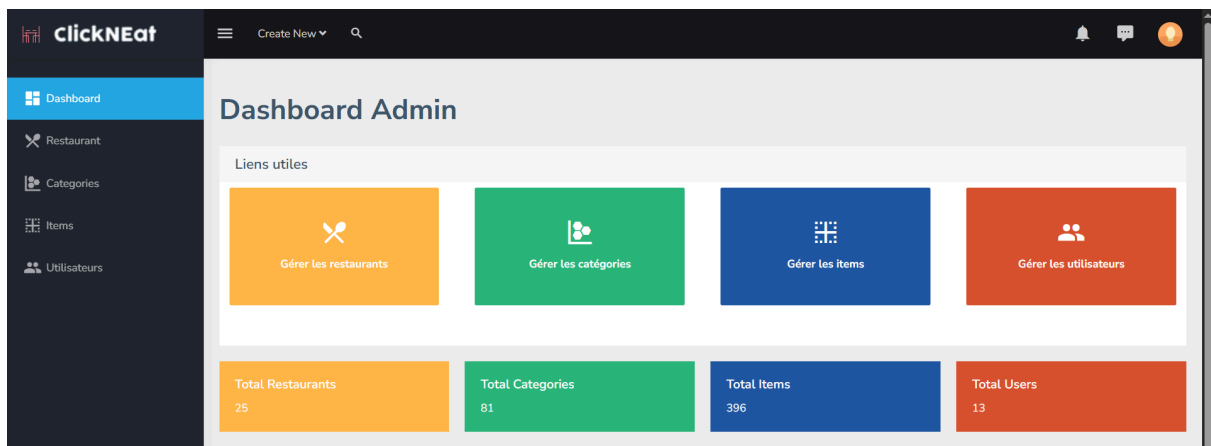 ClickNEat
Create New
Dashboard
Restaurant
Categories
Items
Utilisateurs
Dashboard Admin
Liens utiles
Gérer les restaurants
Gérer les catégories
Gérer les items
Gérer les utilisateurs
Total Restaurants
25
Total Categories
81
Total Items
396
Total Users
13